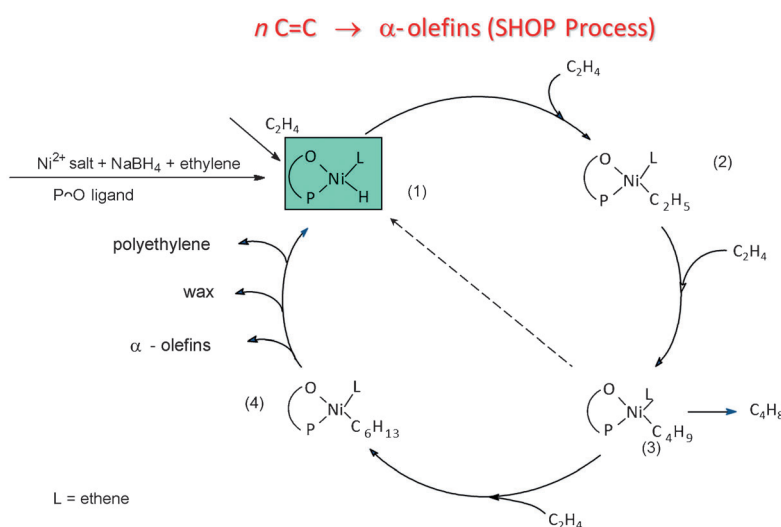 n C=C → α- olefins (SHOP Process)
C₂H₄
C₂H₄
Ni²⁺ salt + NaBH₄ + ethylene
P∩O ligand
O
L
Ni
P
H
(1)
O
L
Ni
P
C₂H₅
(2)
C₂H₄
polyethylene
wax
α - olefins
(4)
O
L
Ni
P
C₆H₁₃
O
L
Ni
P
C₄H₉
(3)
C₄H₈
C₂H₄
L = ethene